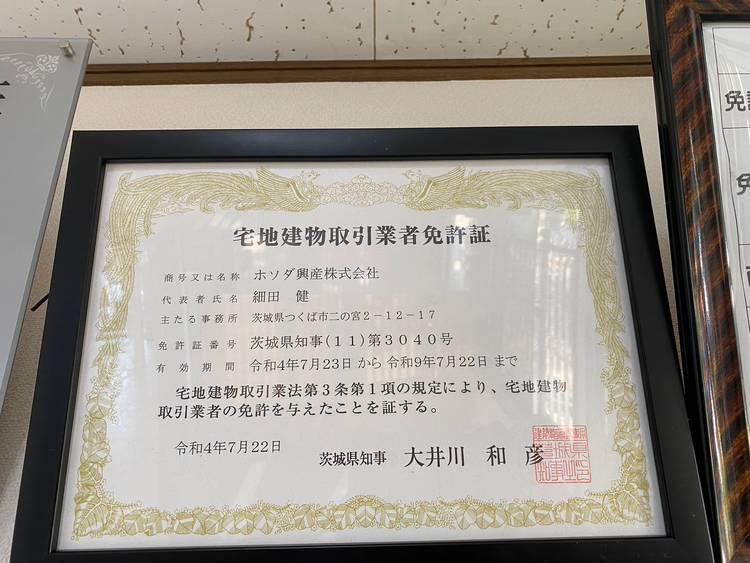 宅地建物取引業者免許証
商号又は名称 ホソダ興産株式会社
代表者氏名 細田 健
主たる事務所 茨城県つくば市二の宮2-12-17
免許証番号 茨城県知事(11)第3040号
有効期間 令和4年7月23日から令和9年7月22日まで
宅地建物取引業法第3条第1項の規定により、宅地建物
取引業者の免許を与えたことを証する。
令和4年7月22日
茨城県知事 大井川 和彦
免
免